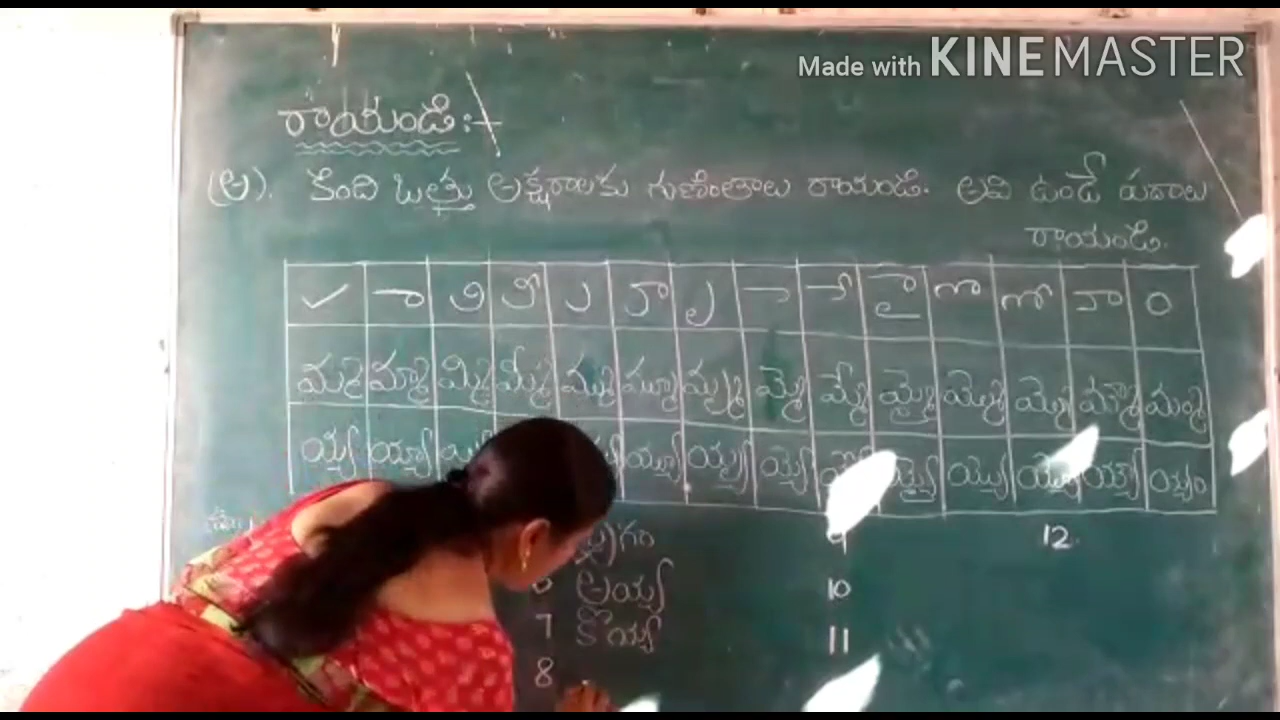 Made with KINEMASTER
రాయండి :-
(అ). కింది ఒత్తు అక్షరాలకు గుణింతాలు రాయండి. అవి ఉండే పదాలు
రాయండి.
✓ ా ి ీ ు ూ ృ ె ే ై ొ ో ౌ ం
మ్మ మ్మా మ్మి మ్మీ మ్ము మ్మూ మ్మృ మ్మె మ్మే మ్మై మ్మొ మ్మో మ్మౌ మ్మం
య్య య్యా య్యూ య్యృ య్యె య్యై య్యొ య్యౌ య్యం
12.
అయ్య 10
7 కొయ్య 11
8